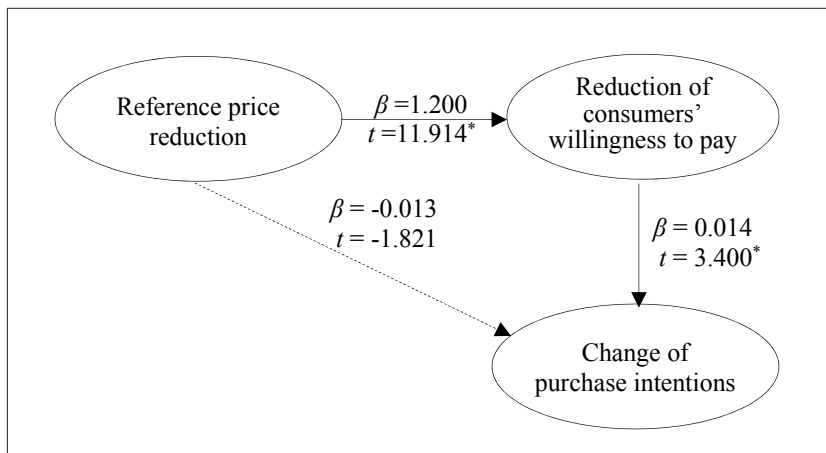 Reference price
reduction
β =1.200
t =11.914*
Reduction of
consumers’
willingness to pay
β = -0.013
t = -1.821
β = 0.014
t = 3.400*
Change of
purchase intentions